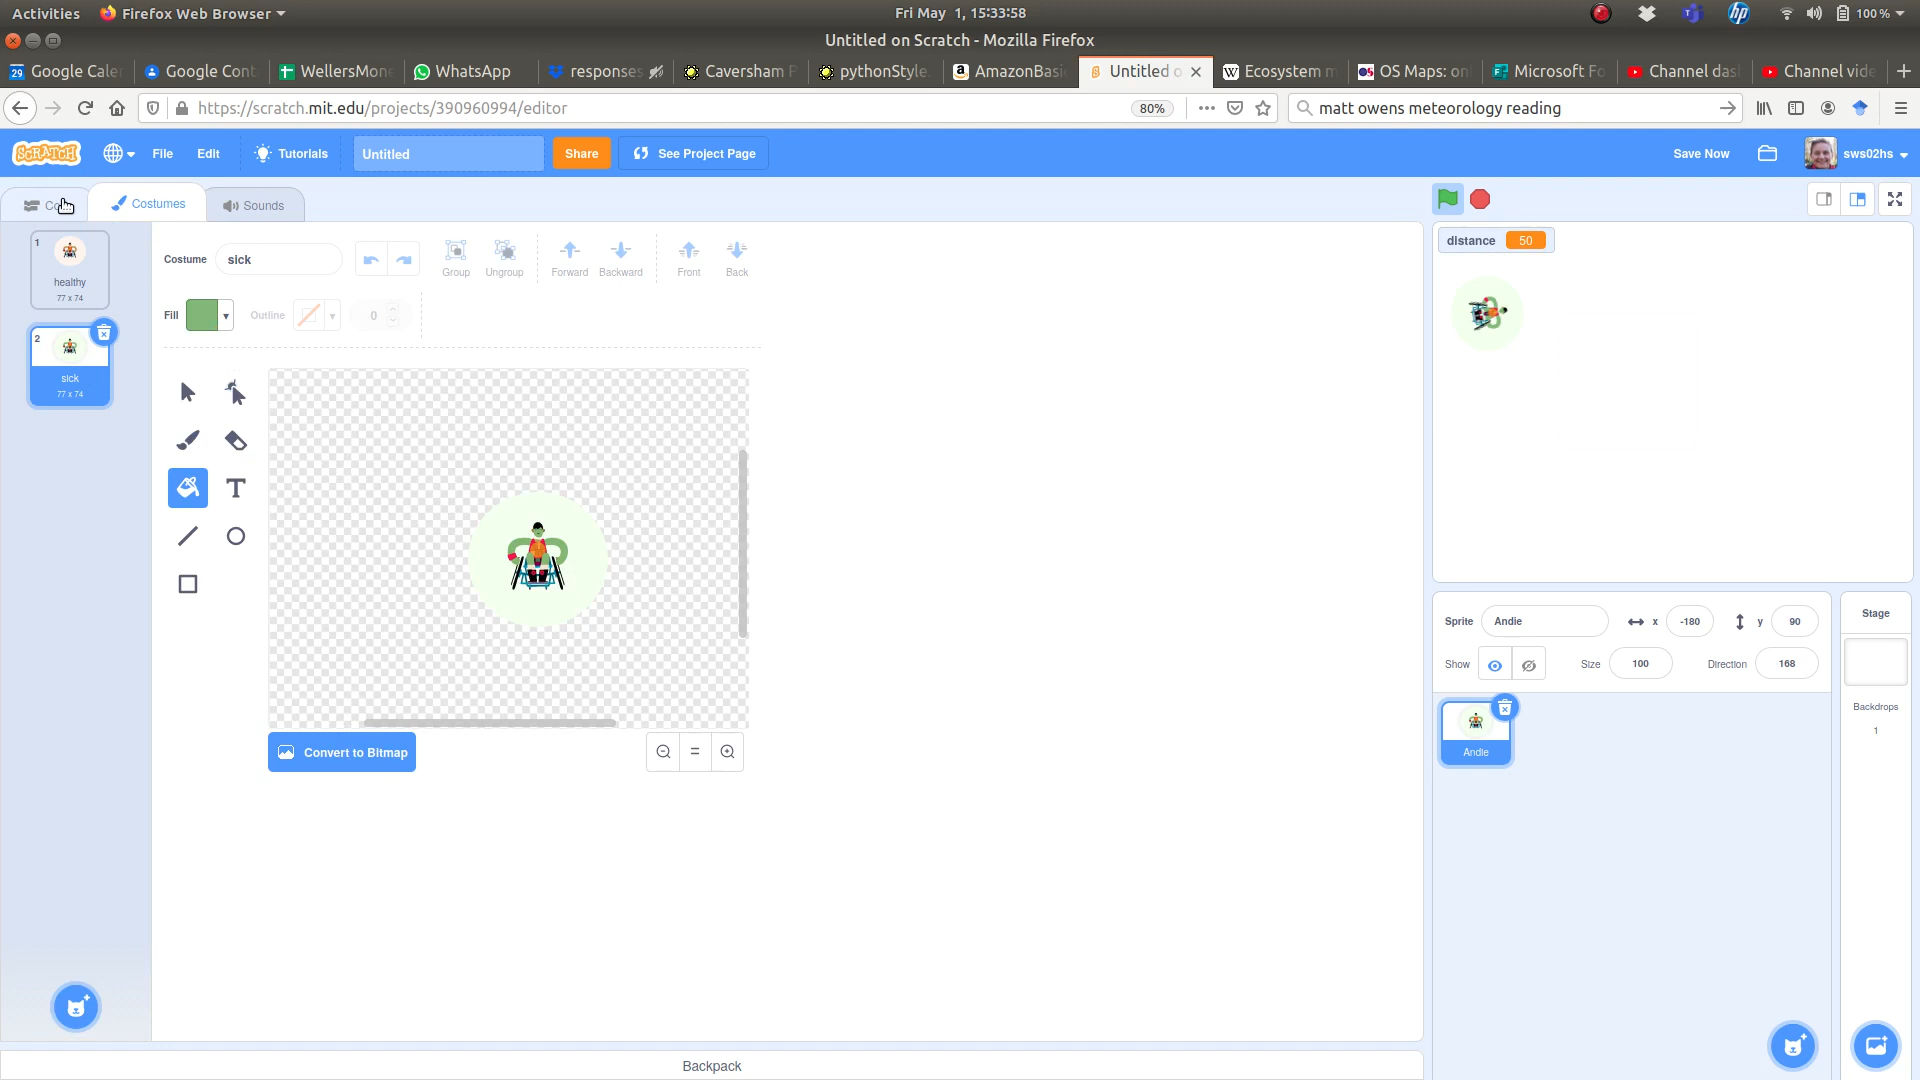 Activities Firefox Web Browser Fri May 1, 15:33:58 100 %
Untitled on Scratch - Mozilla Firefox
29 Google Cale Google Cont WellersMone WhatsApp responses Caversham P pythonStyle. AmazonBasi Untitled o Ecosystem m OS Maps: on Microsoft Fo Channel das Channel vide
https://scratch.mit.edu/projects/390960994/editor 80% matt owens meteorology reading
SCRATCH File Edit Tutorials Untitled Share See Project Page Save Now sws02hs
Costumes Sounds
1
healthy
77 x 74
2
sick
77 x 74
Costume sick Group Ungroup Forward Backward Front Back
Fill Outline 0
T
Convert to Bitmap
distance 50
Sprite Andie x -180 y 90
Show Size 100 Direction 168
Andie
Stage
Backdrops
1
Backpack